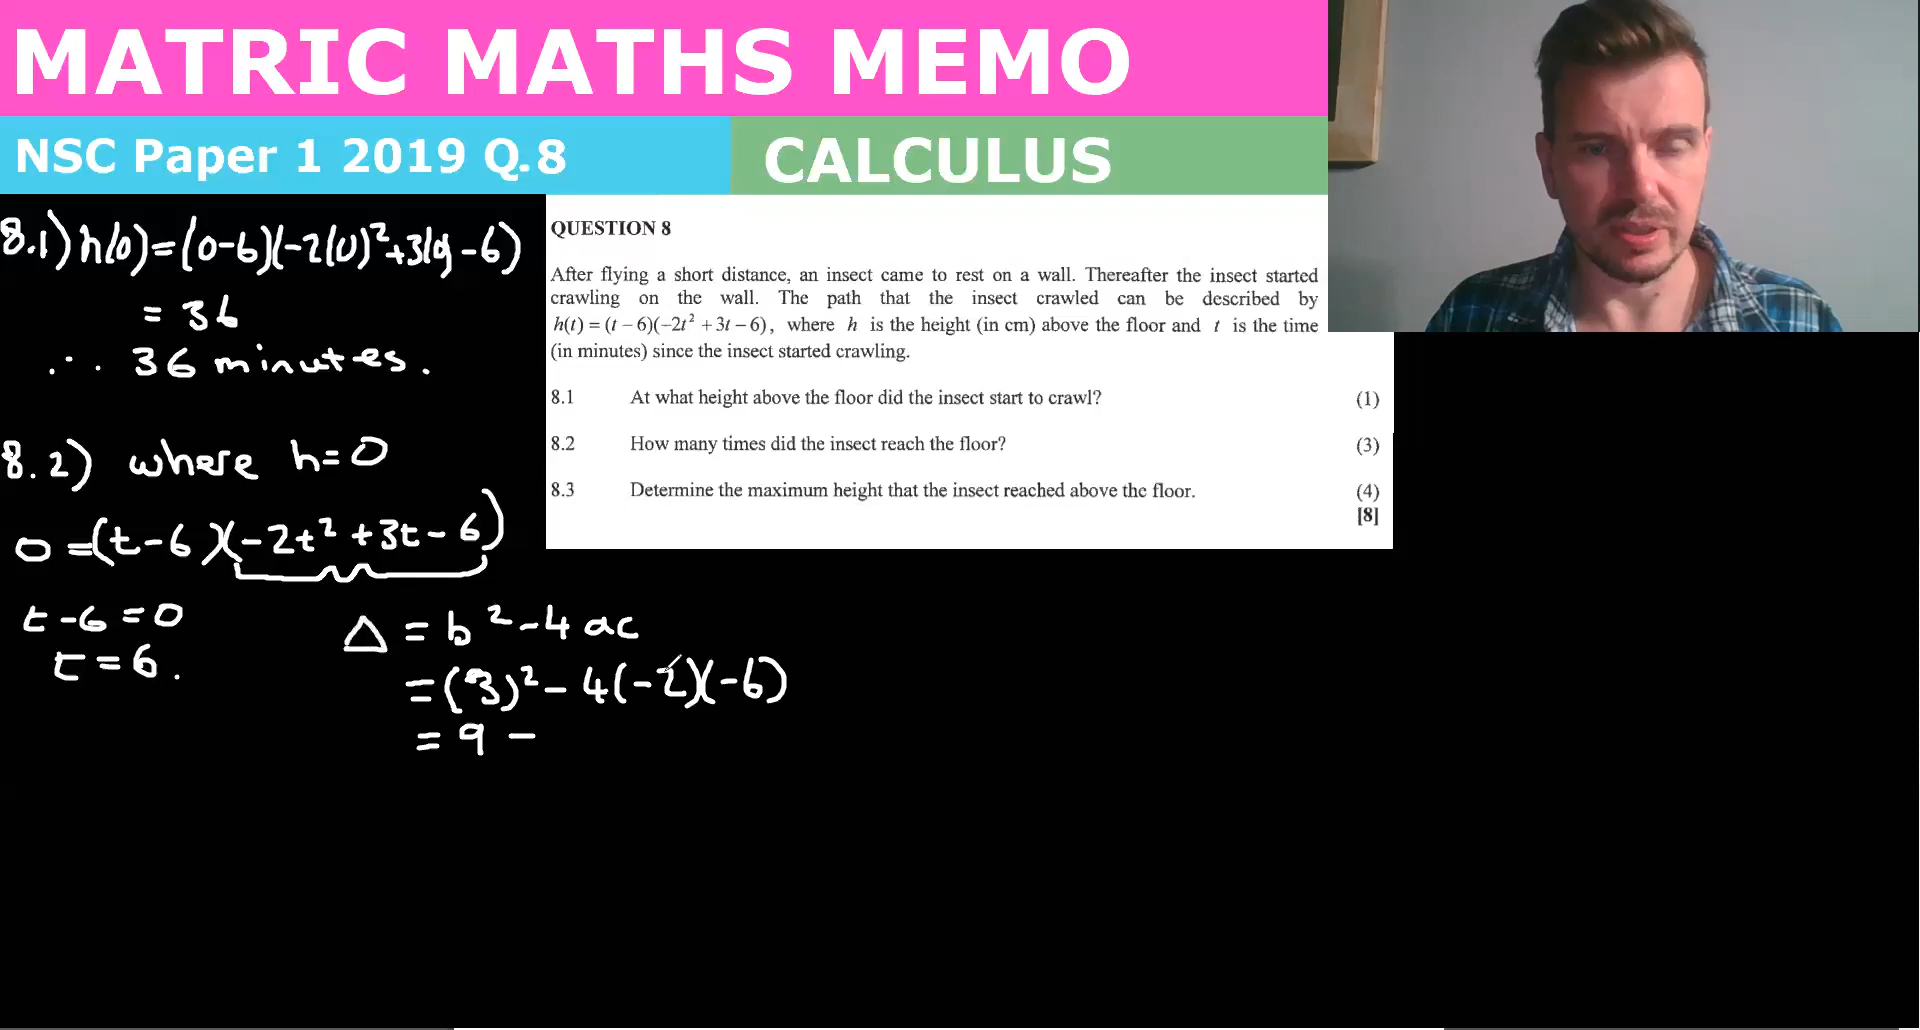 MATRIC MATHS MEMO
NSC Paper 1 2019 Q.8
CALCULUS
8.1) h(0)=(0-6)(-2(0)²+3(0)-6)
= 36
∴ 36 minutes.
8.2) where h=0
0=(t-6)(-2t²+3t-6)
t-6=0
t=6.
Δ = b²-4ac
=(3)²-4(-2)(-6)
= 9 -
QUESTION 8
After flying a short distance, an insect came to rest on a wall. Thereafter the insect started
crawling on the wall. The path that the insect crawled can be described by
h(t) = (t − 6)(−2t² + 3t − 6), where h is the height (in cm) above the floor and t is the time
(in minutes) since the insect started crawling.
8.1 At what height above the floor did the insect start to crawl? (1)
8.2 How many times did the insect reach the floor? (3)
8.3 Determine the maximum height that the insect reached above the floor. (4)
[8]